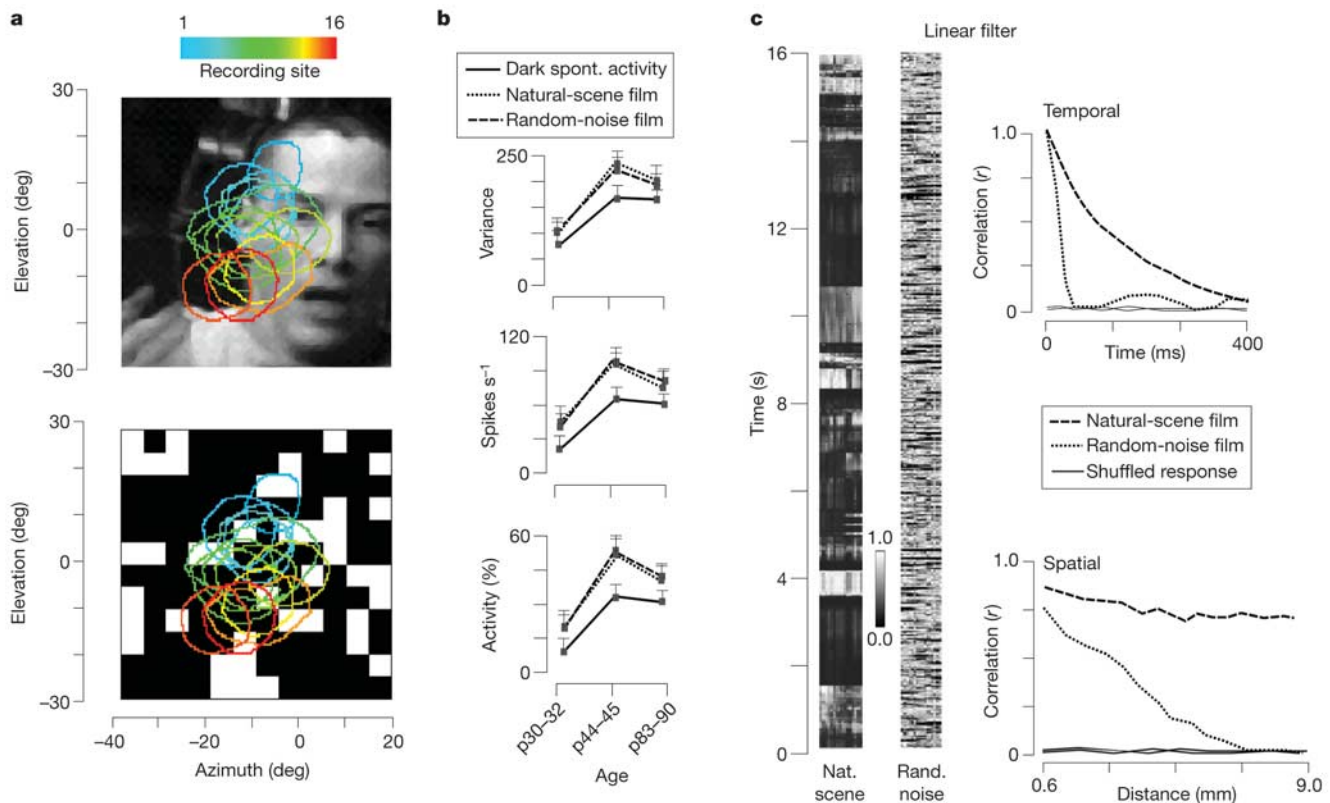 a
1
16
Recording site
30
0
−30
Elevation (deg)
30
0
−30
Elevation (deg)
−40
−20
0
20
Azimuth (deg)
b
Dark spont. activity
Natural-scene film
Random-noise film
250
0
Variance
120
0
Spikes s⁻¹
60
0
Activity (%)
p30–32
p44–45
p83–90
Age
c
Linear filter
16
12
8
4
0
Time (s)
1.0
0.0
Nat.
scene
Rand.
noise
Temporal
1.0
0
Correlation (r)
0
400
Time (ms)
Natural-scene film
Random-noise film
Shuffled response
Spatial
1.0
0
Correlation (r)
0.6
9.0
Distance (mm)